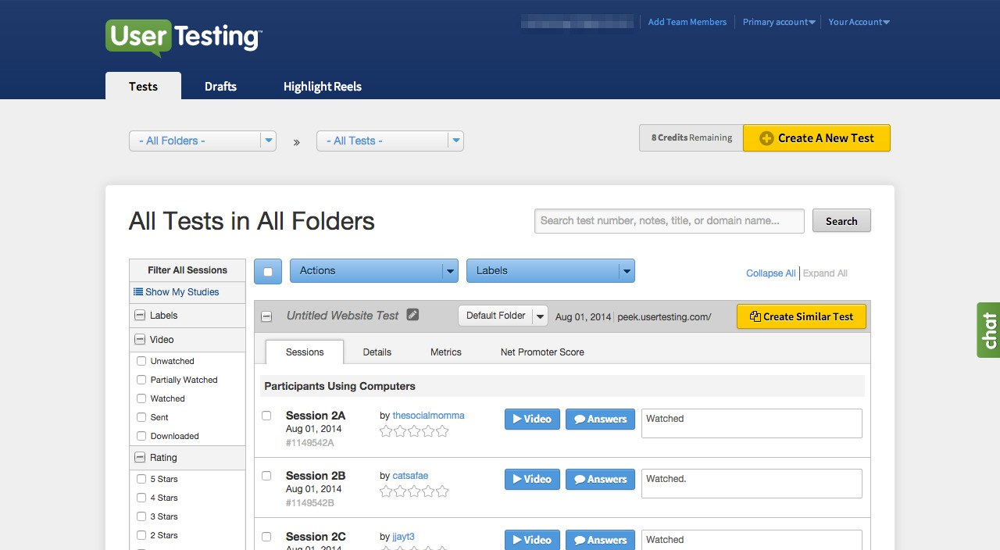 UserTesting™
Add Team Members
Primary account
Your Account
Tests
Drafts
Highlight Reels
- All Folders -
»
- All Tests -
8 Credits Remaining
Create A New Test
All Tests in All Folders
Search test number, notes, title, or domain name...
Search
Filter All Sessions
Show My Studies
Labels
Video
Unwatched
Partially Watched
Watched
Sent
Downloaded
Rating
5 Stars
4 Stars
3 Stars
2 Stars
Actions
Labels
Collapse All | Expand All
Untitled Website Test
Default Folder
Aug 01, 2014 | peek.usertesting.com/
Create Similar Test
Sessions
Details
Metrics
Net Promoter Score
Participants Using Computers
Session 2A
Aug 01, 2014
#1149542A
by thesocialmomma
Video
Answers
Watched
Session 2B
Aug 01, 2014
#1149542B
by catsafae
Video
Answers
Watched.
Session 2C
Aug 01, 2014
by jjayt3
Video
Answers
Watched
chat